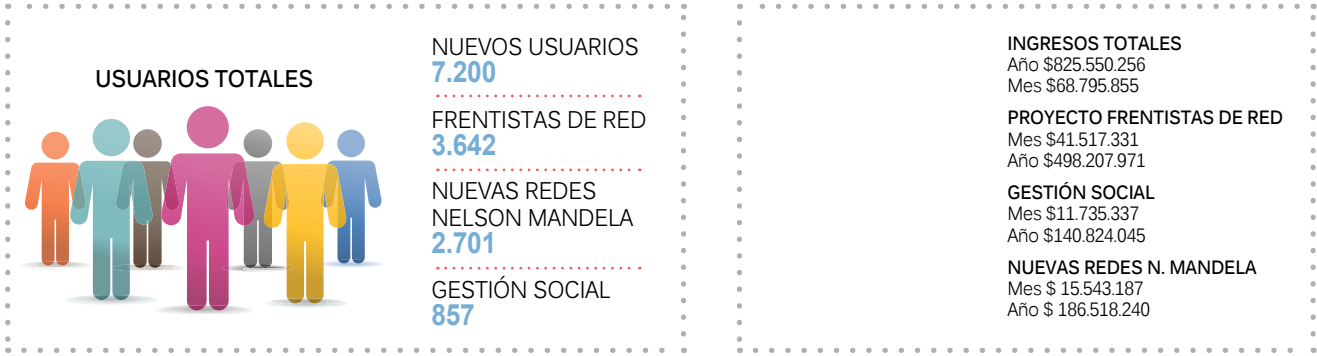 USUARIOS TOTALES
NUEVOS USUARIOS
7.200
FRENTISTAS DE RED
3.642
NUEVAS REDES
NELSON MANDELA
2.701
GESTIÓN SOCIAL
857
INGRESOS TOTALES
Año $825.550.256
Mes $68.795.855
PROYECTO FRENTISTAS DE RED
Mes $41.517.331
Año $498.207.971
GESTIÓN SOCIAL
Mes $11.735.337
Año $140.824.045
NUEVAS REDES N. MANDELA
Mes $ 15.543.187
Año $ 186.518.240